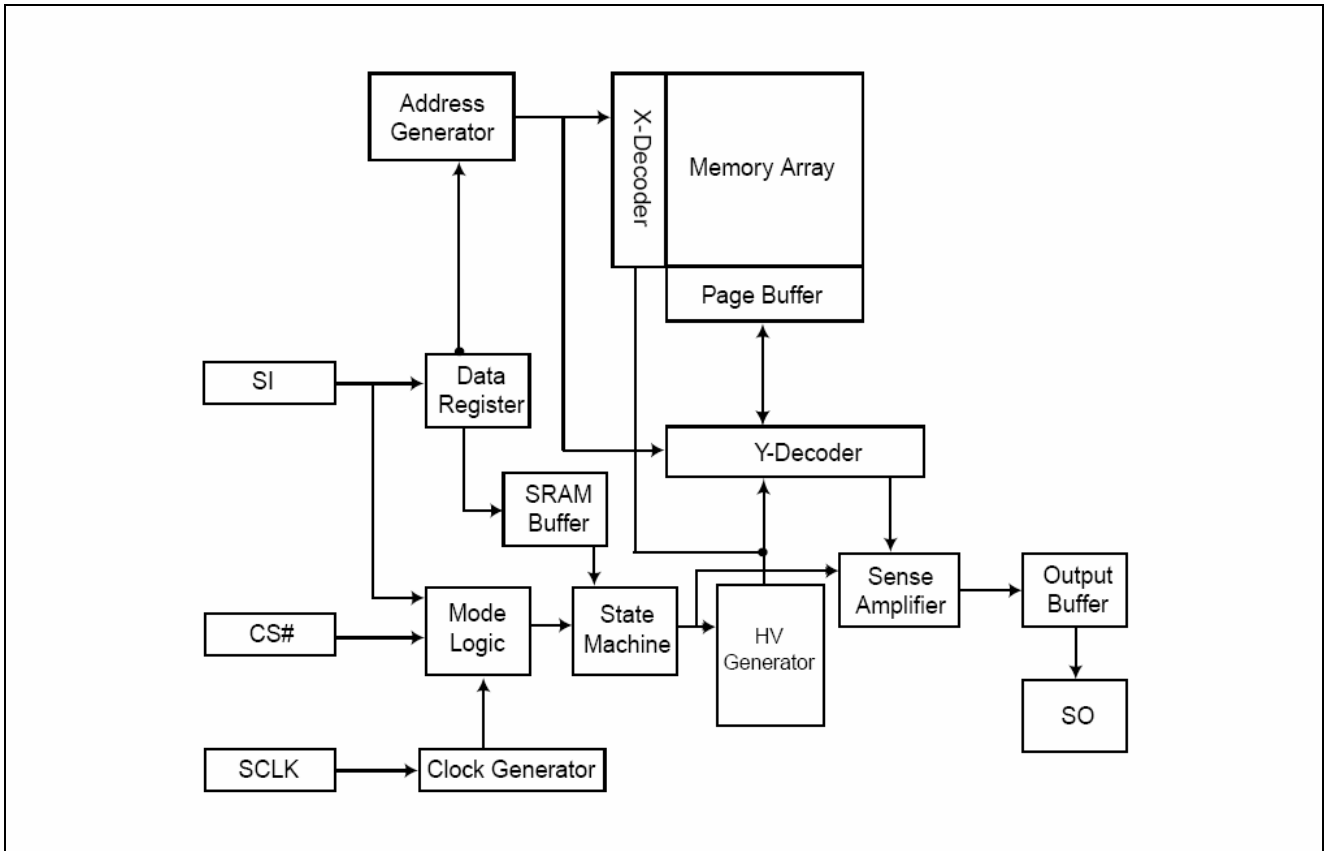 Address
Generator
X-Decoder
Memory Array
Page Buffer
SI
Data
Register
Y-Decoder
SRAM
Buffer
Sense
Amplifier
Output
Buffer
CS#
Mode
Logic
State
Machine
HV
Generator
SO
SCLK
Clock Generator